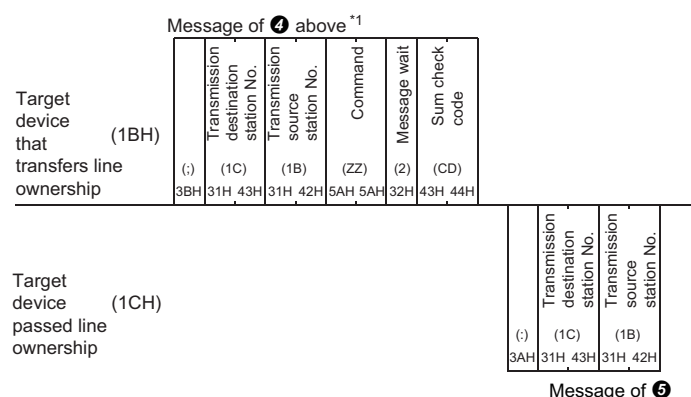 Message of ❹ above *1
Target
device
that
transfers line
ownership
(1BH)
Transmission
destination
station No.
Transmission
source
station No.
Command
Message wait
Sum check
code
(;) (1C) (1B) (ZZ) (2) (CD)
3BH 31H 43H 31H 42H 5AH 5AH 32H 43H 44H
Target
device
passed line
ownership
(1CH)
Transmission
destination
station No.
Transmission
source
station No.
(:) (1C) (1B)
3AH 31H 43H 31H 42H
Message of ❺